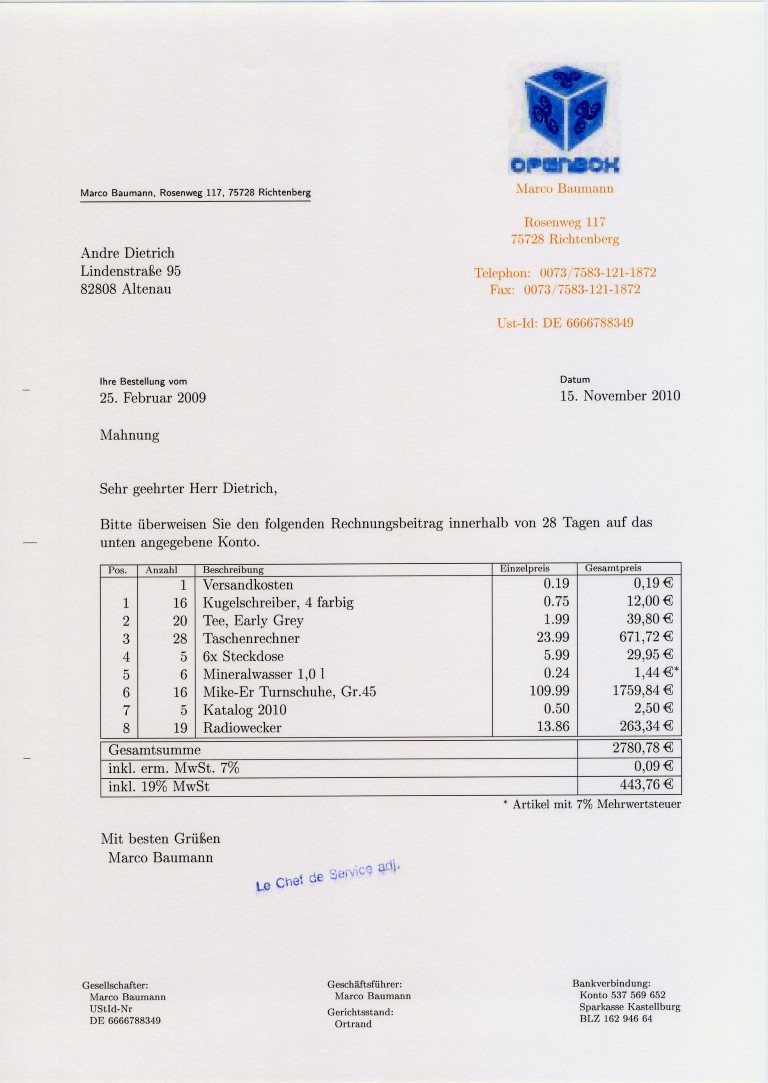 OPENBOX
Marco Baumann
Rosenweg 117
75728 Richtenberg
Telephon: 0073/7583-121-1872
Fax: 0073/7583-121-1872
Ust-Id: DE 6666788349
Marco Baumann, Rosenweg 117, 75728 Richtenberg
Andre Dietrich
Lindenstraße 95
82808 Altenau
Ihre Bestellung vom
25. Februar 2009
Datum
15. November 2010
Mahnung
Sehr geehrter Herr Dietrich,
Bitte überweisen Sie den folgenden Rechnungsbeitrag innerhalb von 28 Tagen auf das
unten angegebene Konto.
Pos. Anzahl Beschreibung Einzelpreis Gesamtpreis
1 Versandkosten 0.19 0,19 €
1 16 Kugelschreiber, 4 farbig 0.75 12,00 €
2 20 Tee, Early Grey 1.99 39,80 €
3 28 Taschenrechner 23.99 671,72 €
4 5 6x Steckdose 5.99 29,95 €
5 6 Mineralwasser 1,0 l 0.24 1,44 €*
6 16 Mike-Er Turnschuhe, Gr.45 109.99 1759,84 €
7 5 Katalog 2010 0.50 2,50 €
8 19 Radiowecker 13.86 263,34 €
Gesamtsumme 2780,78 €
inkl. erm. MwSt. 7% 0,09 €
inkl. 19% MwSt 443,76 €
* Artikel mit 7% Mehrwertsteuer
Mit besten Grüßen
Marco Baumann
Le Chef de Service adj.
Gesellschafter:
Marco Baumann
UStId-Nr
DE 6666788349
Geschäftsführer:
Marco Baumann
Gerichtsstand:
Ortrand
Bankverbindung:
Konto 537 569 652
Sparkasse Kastellburg
BLZ 162 946 64